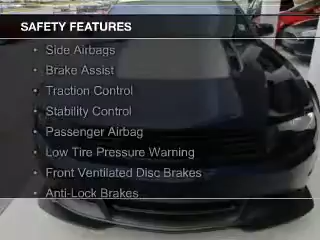 SAFETY FEATURES
• Side Airbags
• Brake Assist
• Traction Control
• Stability Control
• Passenger Airbag
• Low Tire Pressure Warning
• Front Ventilated Disc Brakes
• Anti-Lock Brakes